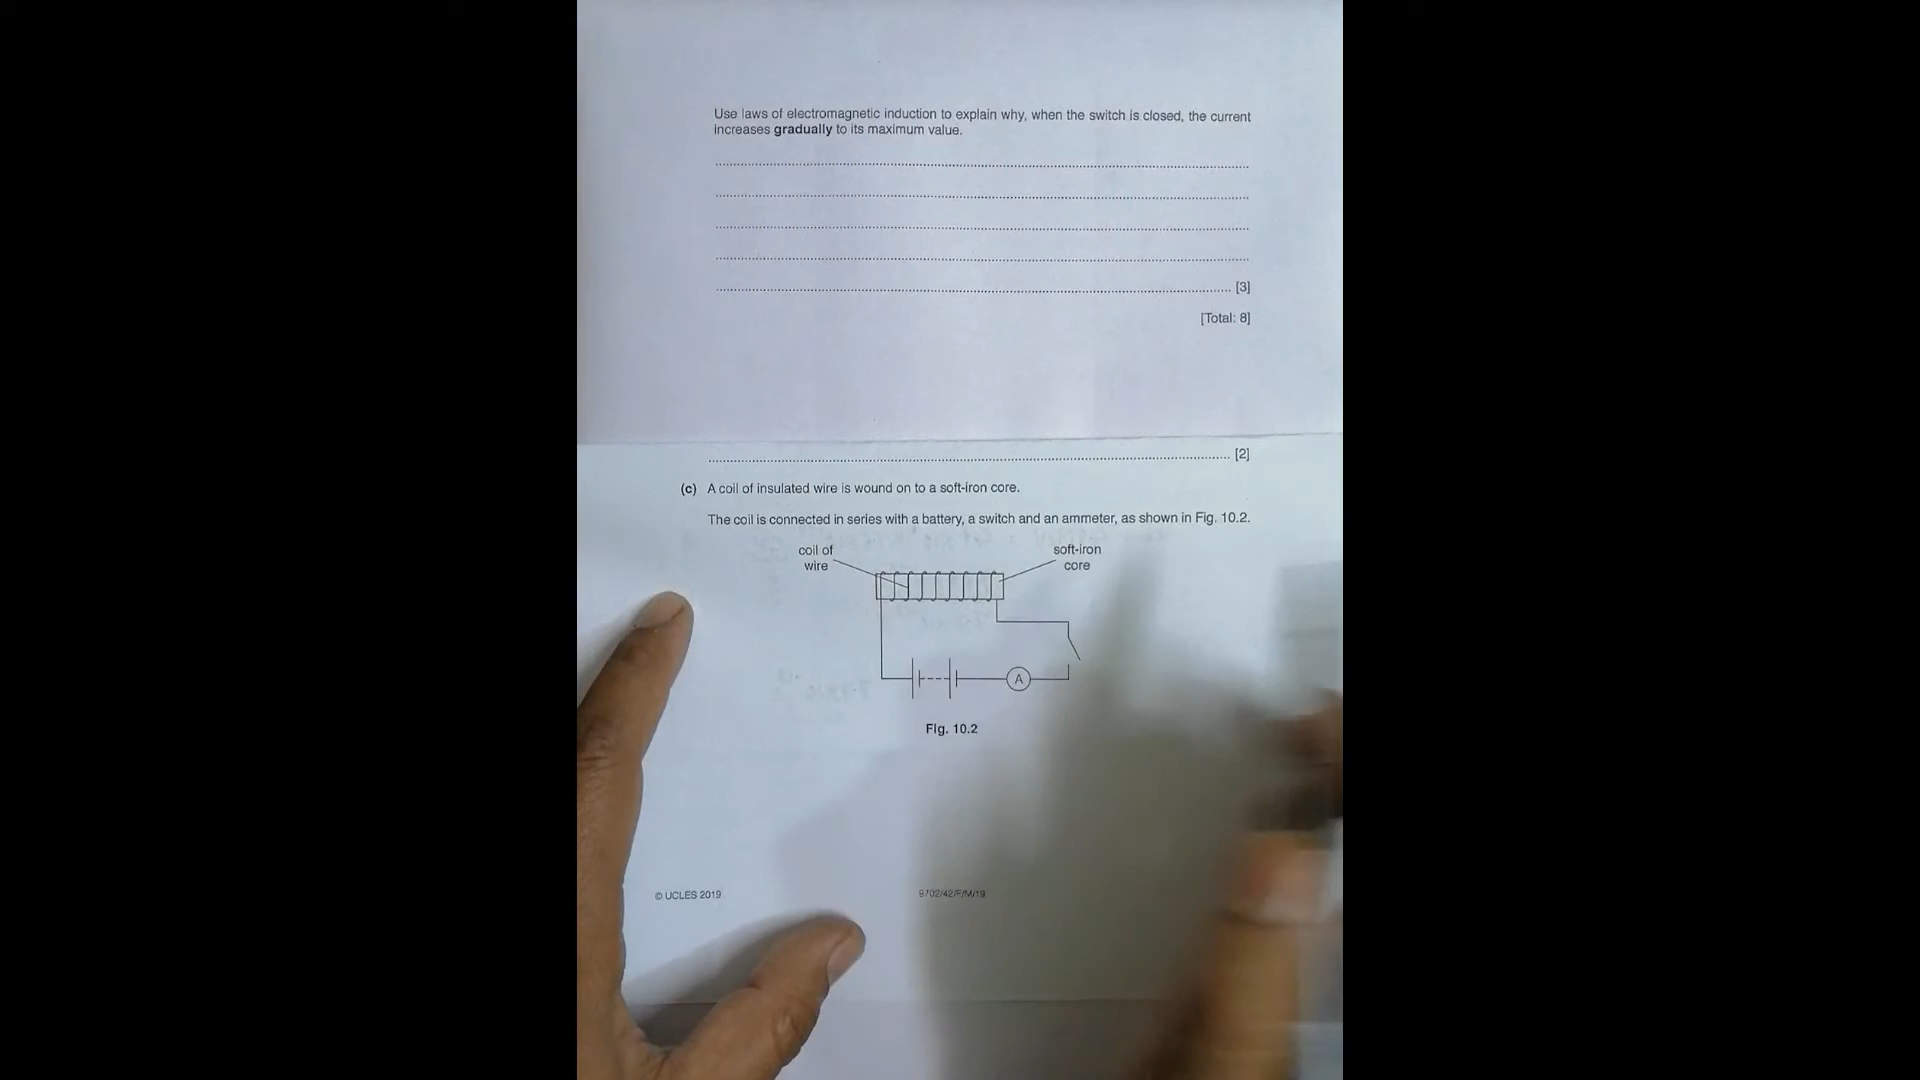 Use laws of electromagnetic induction to explain why, when the switch is closed, the current
increases gradually to its maximum value.
[3]
[Total: 8]
[2]
(c) A coil of insulated wire is wound on to a soft-iron core.
The coil is connected in series with a battery, a switch and an ammeter, as shown in Fig. 10.2.
coil of
wire
soft-iron
core
A
Fig. 10.2
© UCLES 2019
9702/42/F/M/19